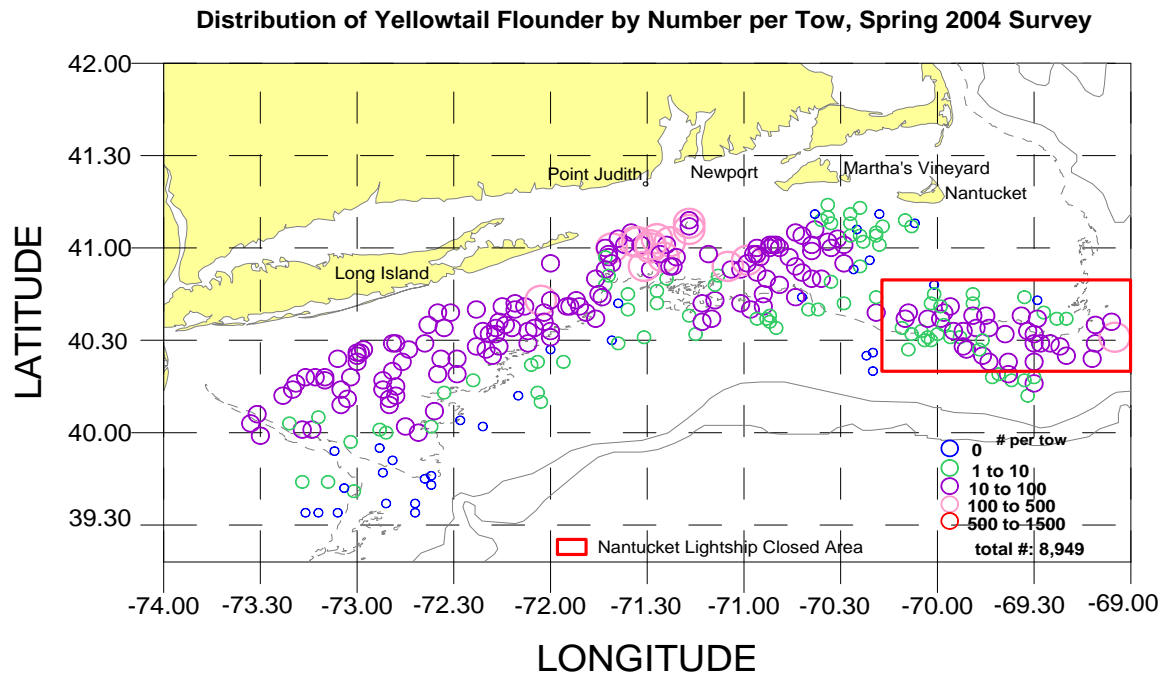 Distribution of Yellowtail Flounder by Number per Tow, Spring 2004 Survey
LATITUDE
42.00
41.30
41.00
40.30
40.00
39.30
Point Judith
Newport
Martha's Vineyard
Nantucket
Long Island
# per tow
0
1 to 10
10 to 100
100 to 500
500 to 1500
total #: 8,949
Nantucket Lightship Closed Area
-74.00 -73.30 -73.00 -72.30 -72.00 -71.30 -71.00 -70.30 -70.00 -69.30 -69.00
LONGITUDE